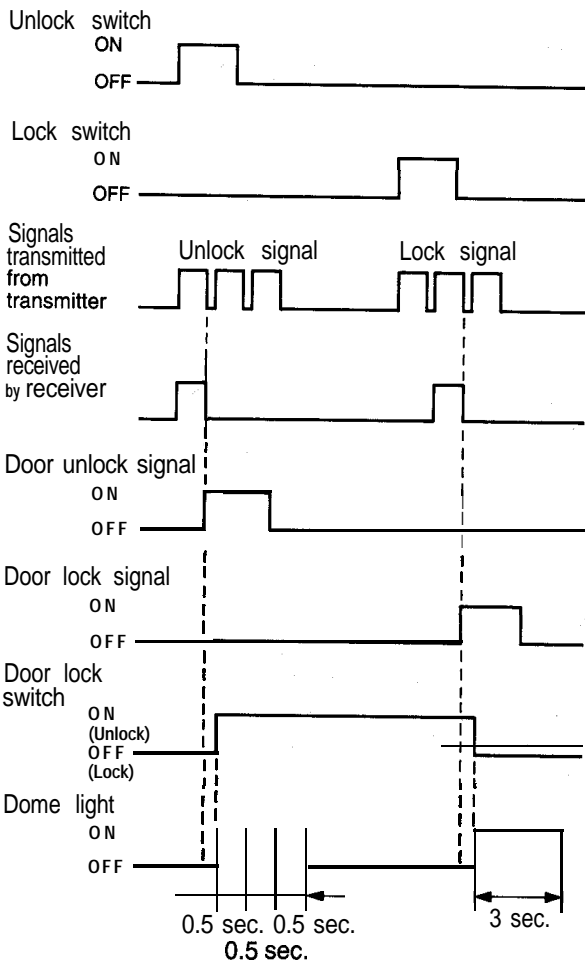 Unlock switch
ON
OFF
Lock switch
ON
OFF
Signals
transmitted
from
transmitter
Unlock signal
Lock signal
Signals
received
by receiver
Door unlock signal
ON
OFF
Door lock signal
ON
OFF
Door lock
switch
ON
(Unlock)
OFF
(Lock)
Dome light
ON
OFF
0.5 sec. 0.5 sec.
0.5 sec.
3 sec.